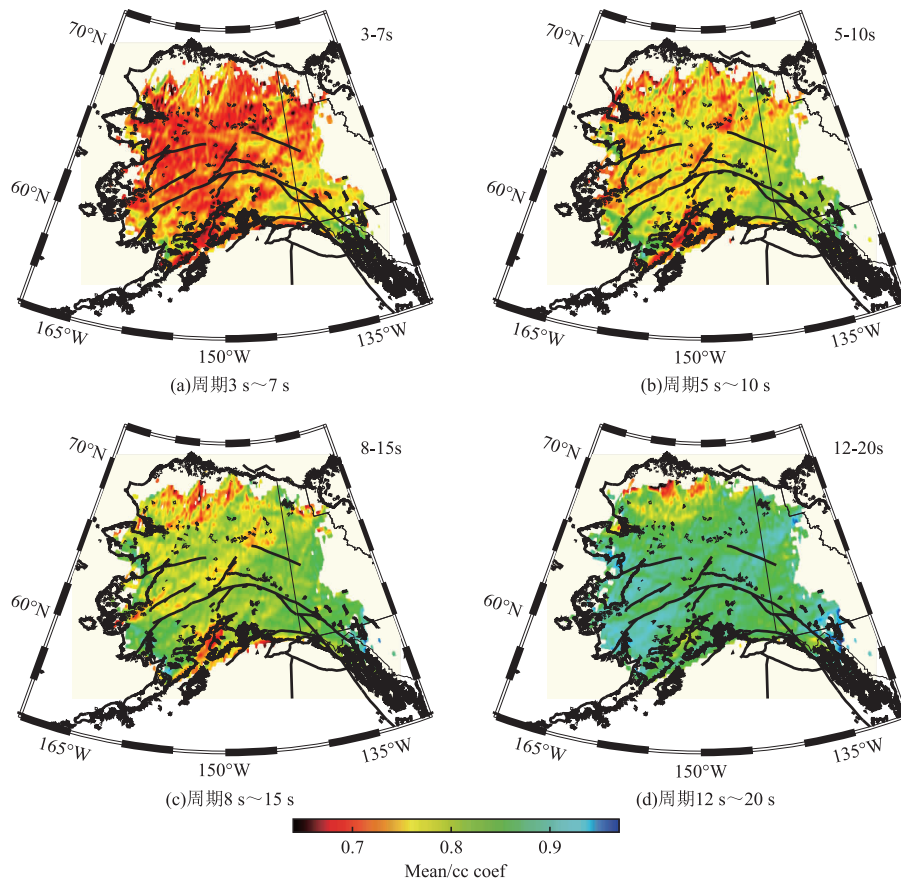 70°N
3-7s
60°N
165°W
150°W
135°W
(a)周期3 s～7 s
70°N
5-10s
60°N
165°W
150°W
135°W
(b)周期5 s～10 s
70°N
8-15s
60°N
165°W
150°W
135°W
(c)周期8 s～15 s
70°N
12-20s
60°N
165°W
150°W
135°W
(d)周期12 s～20 s
0.7 0.8 0.9
Mean/cc coef